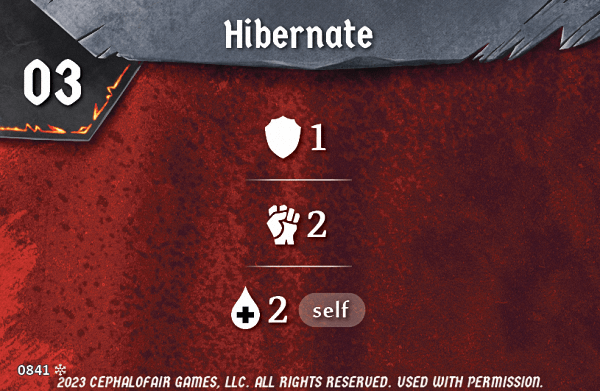 Hibernate
03
1
2
2 self
0841
2023 CEPHALOFAIR GAMES, LLC. ALL RIGHTS RESERVED. USED WITH PERMISSION.